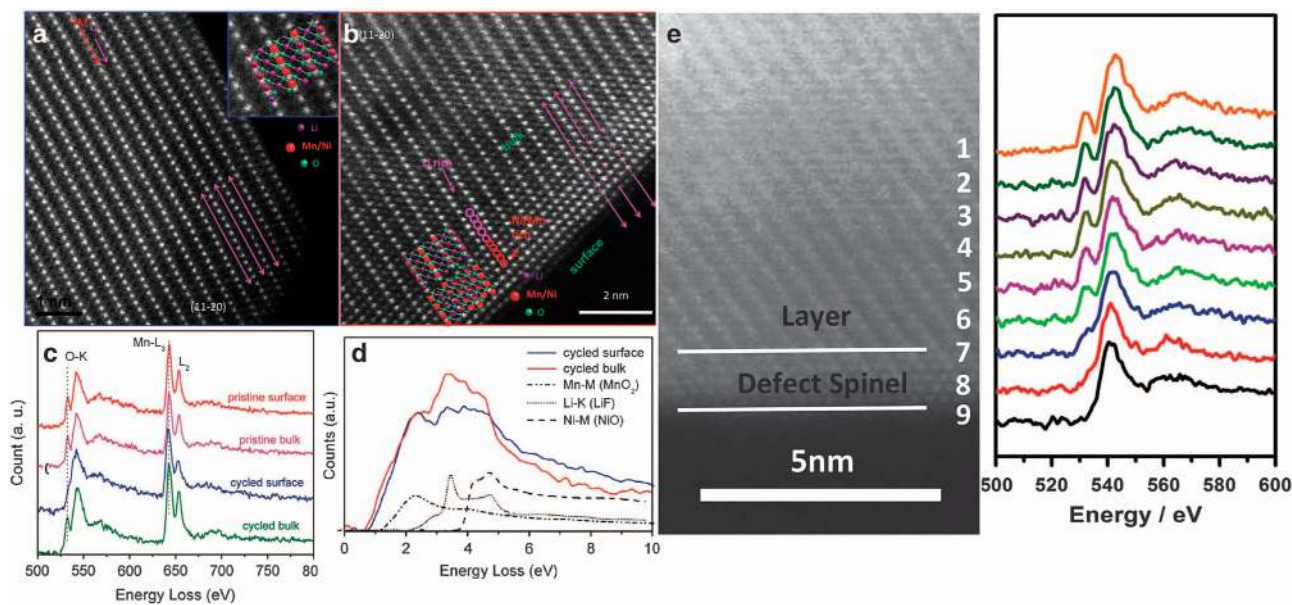 a
Li
Mn/Ni
O
1 nm
(11-20)
b
(11-20)
bulk
Li rich
surface
Li
Mn/Ni
O
2 nm
c
O-K
Mn-L3
L2
pristine surface
pristine bulk
cycled surface
cycled bulk
Count (a. u.)
500 550 600 650 700 750 80
Energy Loss (eV)
d
cycled surface
cycled bulk
Mn-M (MnO2)
Li-K (LiF)
Ni-M (NiO)
Counts(a.u.)
0 2 4 6 8 10
Energy Loss (eV)
e
Layer
Defect Spinel
5nm
1
2
3
4
5
6
7
8
9
500 520 540 560 580 600
Energy / eV